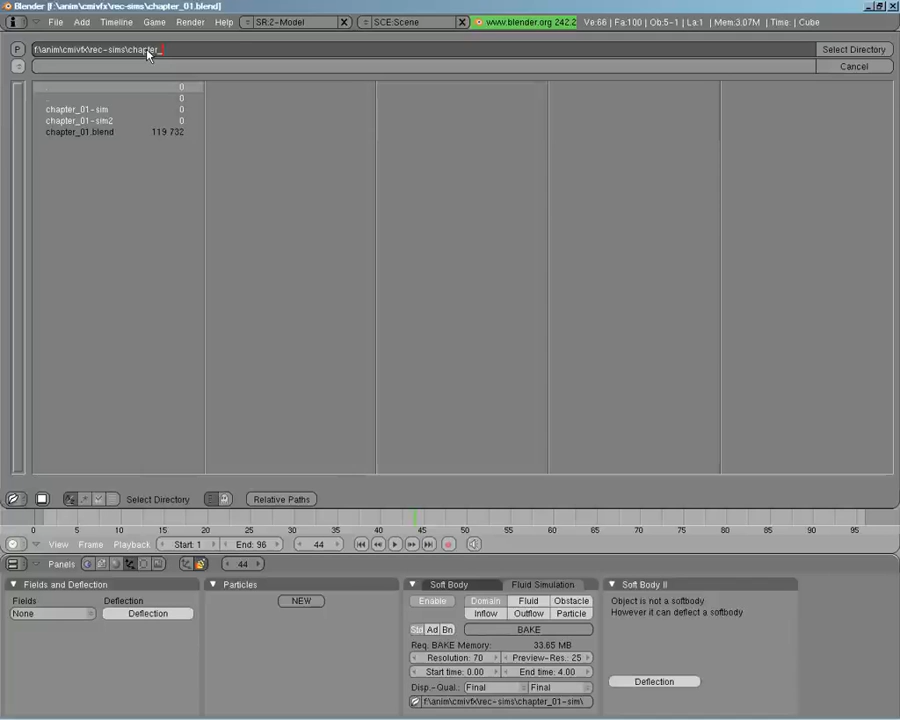 Blender [f:\anim\cmivfx\rec-sims\chapter_01.blend]
File Add Timeline Game Render Help SR:2-Model SCE:Scene www.blender.org 242.2 Ve:66 | Fa:100 | Ob:5-1 | Mem:3.07M | Time: | Cube
P f:\anim\cmivfx\rec-sims\chapter_ Select Directory
Cancel
0
. 0
chapter_01-sim 0
chapter_01-sim2 0
chapter_01.blend 119 732
Select Directory Relative Paths
0 5 10 15 20 25 30 35 40 45 50 55 60 65 70 75 80 85 90 95
View Frame Playback Start: 1 End: 96 44
Panels 44
Fields and Deflection Particles Soft Body Fluid Simulation Soft Body II
Fields Deflection NEW Enable Domain Fluid Obstacle Object is not a softbody
None Deflection Inflow Outflow Particle However it can deflect a softbody
Std Ad Bn BAKE
Req. BAKE Memory: 33.65 MB
Resolution: 70 Preview-Res.: 25
Start time: 0.00 End time: 4.00
Disp.-Qual.: Final Final Deflection
f:\anim\cmivfx\rec-sims\chapter_01-sim\